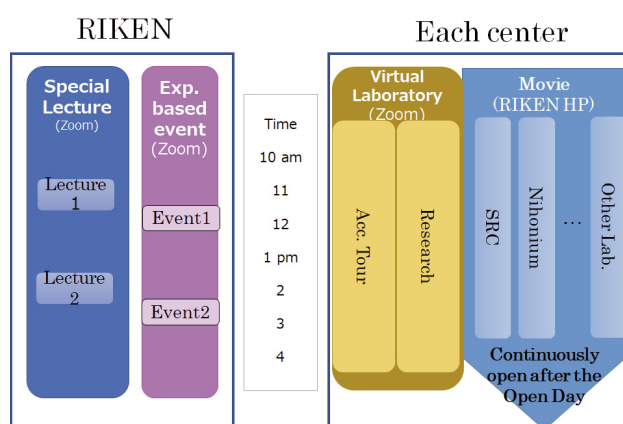 RIKEN
Special
Lecture
(Zoom)
Lecture
1
Lecture
2
Exp.
based
event
(Zoom)
Event1
Event2
Time
10 am
11
12
1 pm
2
3
4
Each center
Virtual
Laboratory
(Zoom)
Acc. Tour
Research
Movie
(RIKEN HP)
SRC
Nihonium
…
Other Lab.
Continuously
open after the
Open Day